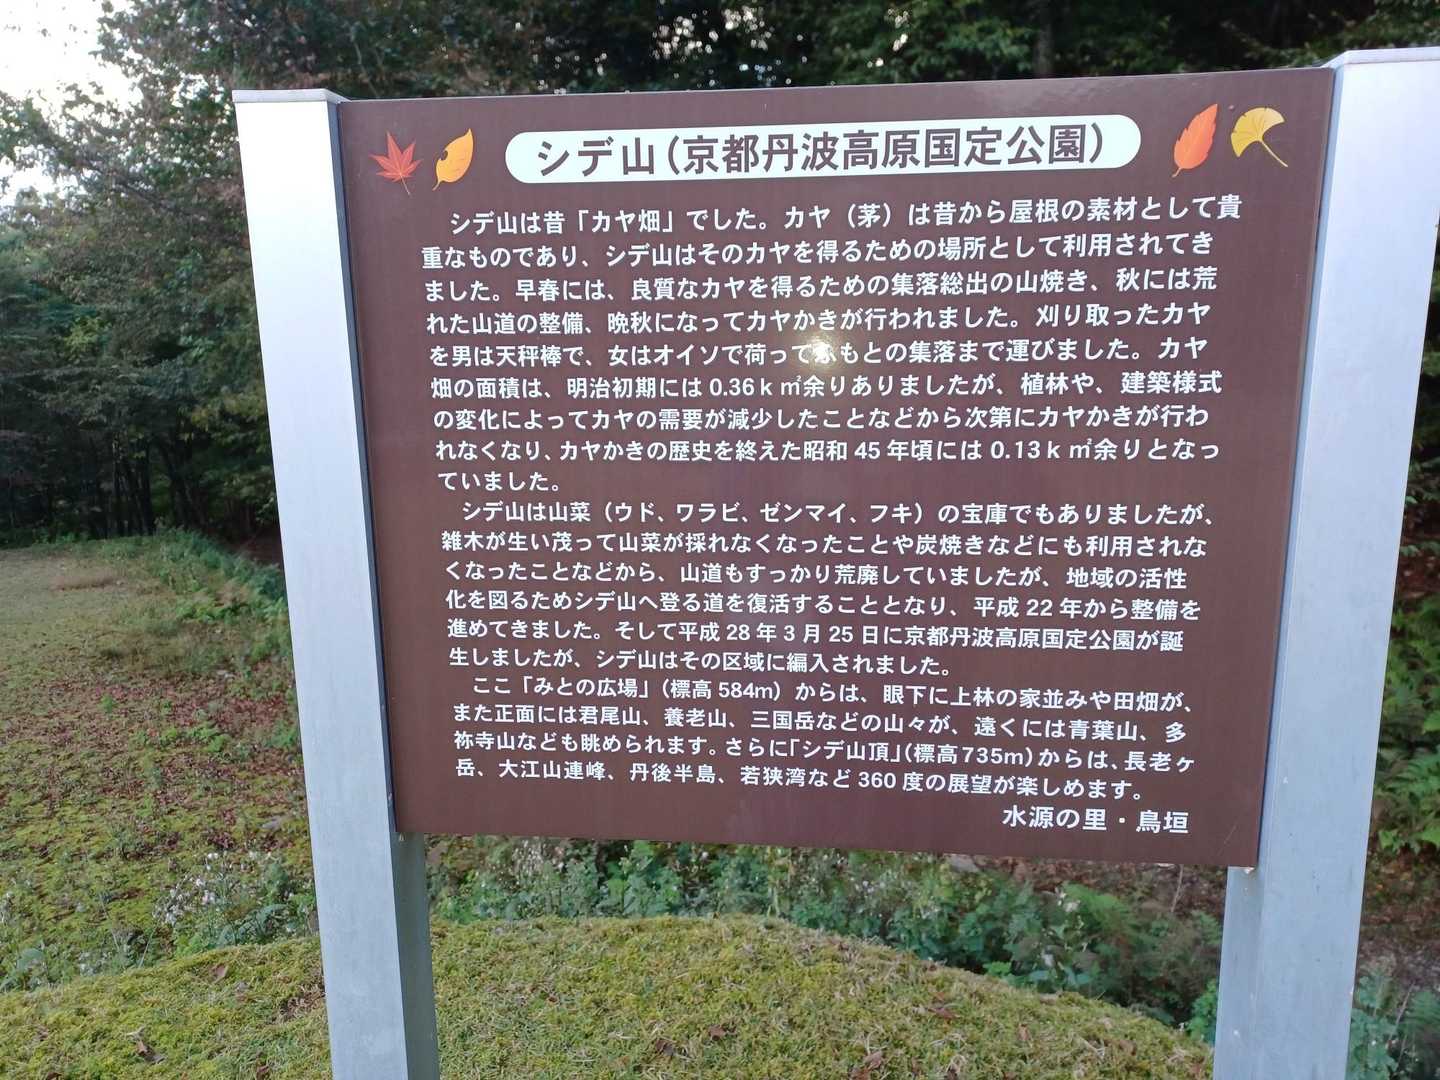 シデ山(京都丹波高原国定公園)
シデ山は昔「カヤ畑」でした。カヤ（茅）は昔から屋根の素材として貴
重なものであり、シデ山はそのカヤを得るための場所として利用されてき
ました。早春には、良質なカヤを得るための集落総出の山焼き、秋には荒
れた山道の整備、晩秋になってカヤかきが行われました。刈り取ったカヤ
を男は天秤棒で、女はオイソで荷ってふもとの集落まで運びました。カヤ
畑の面積は、明治初期には 0.36ｋ㎡余りありましたが、植林や、建築様式
の変化によってカヤの需要が減少したことなどから次第にカヤかきが行わ
れなくなり、カヤかきの歴史を終えた昭和 45 年頃には 0.13ｋ㎡余りとなっ
ていました。
シデ山は山菜（ウド、ワラビ、ゼンマイ、フキ）の宝庫でもありましたが、
雑木が生い茂って山菜が採れなくなったことや炭焼きなどにも利用されな
くなったことなどから、山道もすっかり荒廃していましたが、地域の活性
化を図るためシデ山へ登る道を復活することとなり、平成 22 年から整備を
進めてきました。そして平成 28 年 3 月 25 日に京都丹波高原国定公園が誕
生しましたが、シデ山はその区域に編入されました。
ここ「みとの広場」（標高 584m）からは、眼下に上林の家並みや田畑が、
また正面には君尾山、養老山、三国岳などの山々が、遠くには青葉山、多
祢寺山なども眺められます。さらに「シデ山頂」（標高 735m）からは、長老ヶ
岳、大江山連峰、丹後半島、若狭湾など 360 度の展望が楽しめます。
水源の里・鳥垣